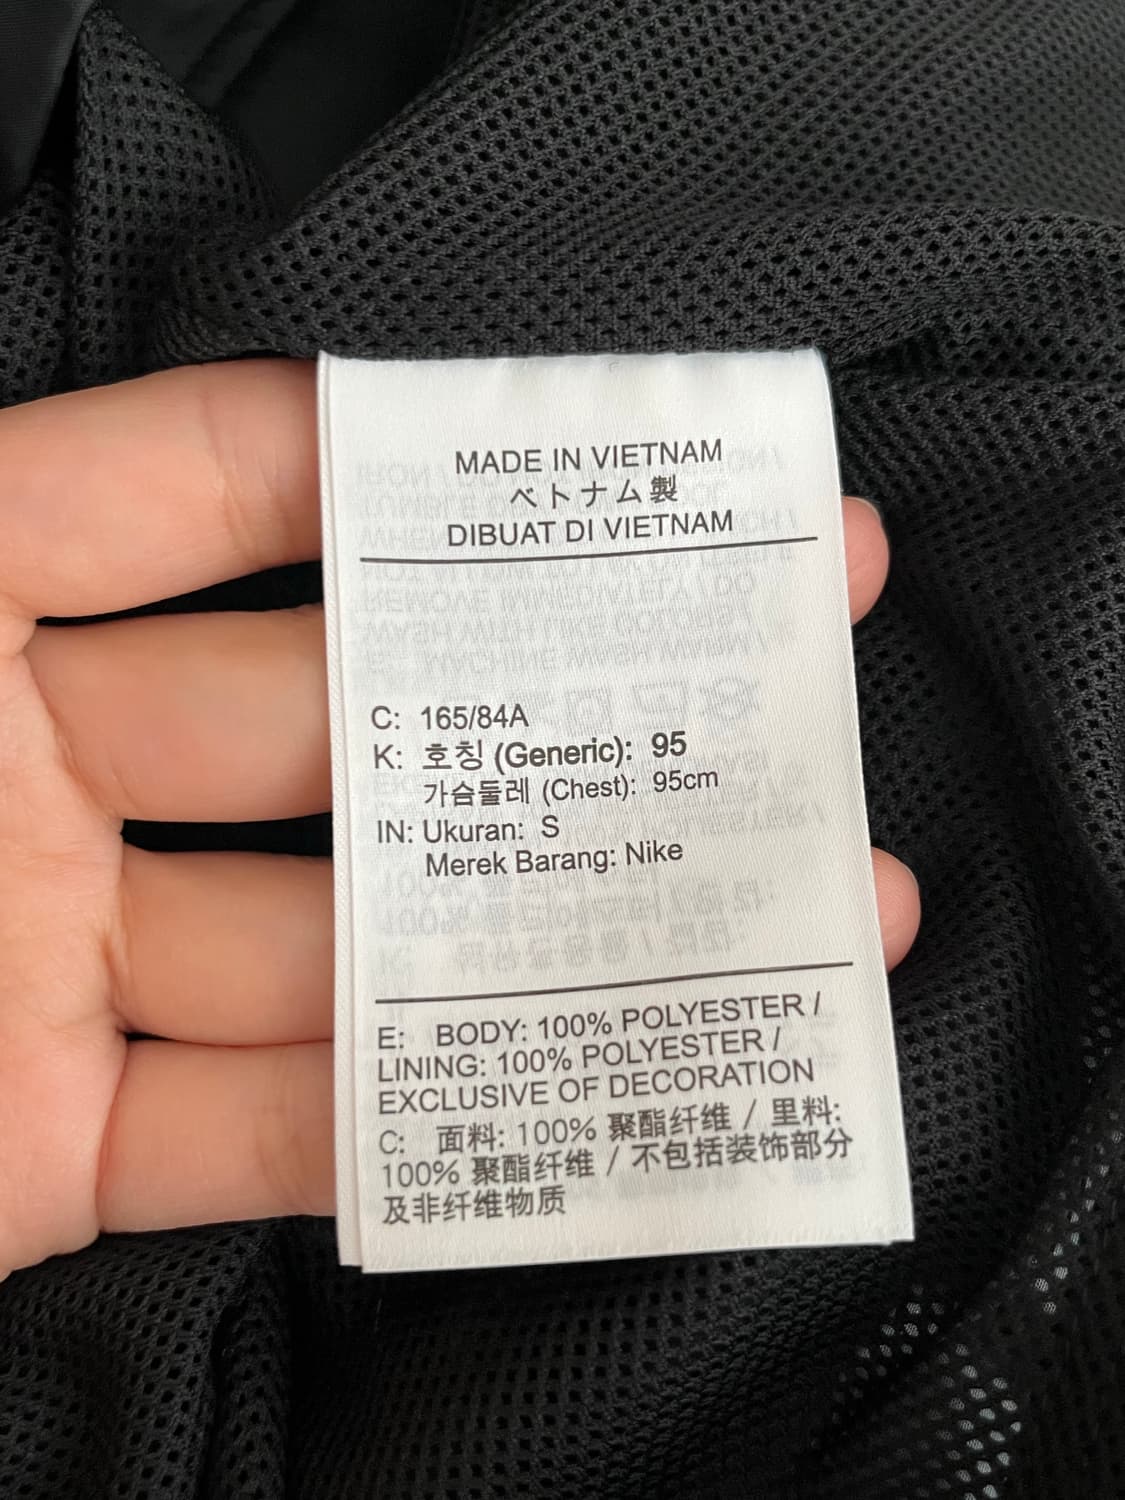 MADE IN VIETNAM
ベトナム製
DIBUAT DI VIETNAM
C: 165/84A
K: 호칭 (Generic): 95
가슴둘레 (Chest): 95cm
IN: Ukuran: S
Merek Barang: Nike
E: BODY: 100% POLYESTER /
LINING: 100% POLYESTER /
EXCLUSIVE OF DECORATION
C: 面料: 100% 聚酯纤维 / 里料:
100% 聚酯纤维 / 不包括装饰部分
及非纤维物质